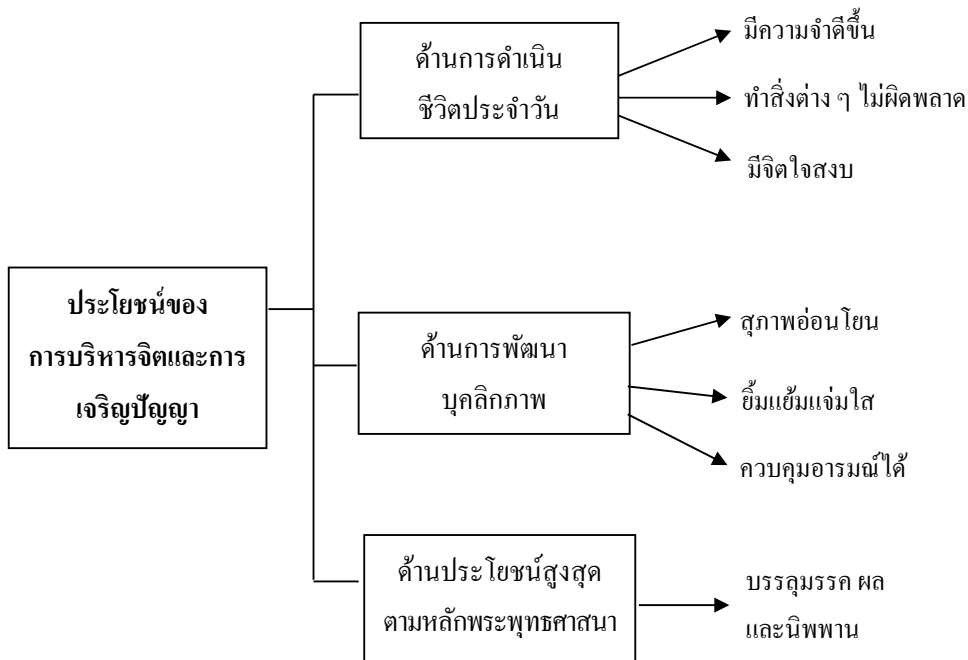 ประโยชน์ของ
การบริหารจิตและการ
เจริญปัญญา
ด้านการดำเนิน
ชีวิตประจำวัน
มีความจำดีขึ้น
ทำสิ่งต่าง ๆ ไม่ผิดพลาด
มีจิตใจสงบ
ด้านการพัฒนา
บุคลิกภาพ
สุภาพอ่อนโยน
ยิ้มแย้มแจ่มใส
ควบคุมอารมณ์ได้
ด้านประโยชน์สูงสุด
ตามหลักพระพุทธศาสนา
บรรลุมรรค ผล
และนิพพาน